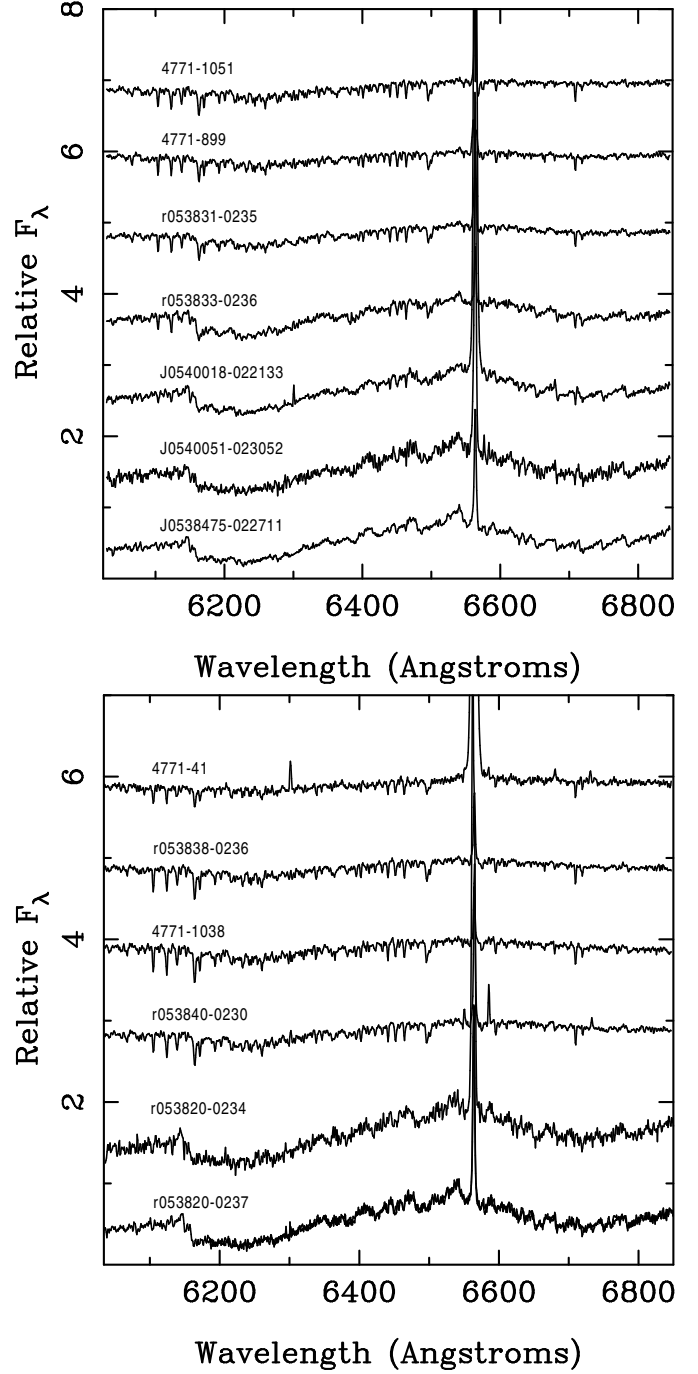 8
4771-1051
4771-899
6
r053831-0235
Relative Fλ
r053833-0236
4
J0540018-022133
J0540051-023052
2
J0538475-022711
6200 6400 6600 6800
Wavelength (Angstroms)
4771-41
6
r053838-0236
Relative Fλ
4771-1038
4
r053840-0230
r053820-0234
2
r053820-0237
6200 6400 6600 6800
Wavelength (Angstroms)